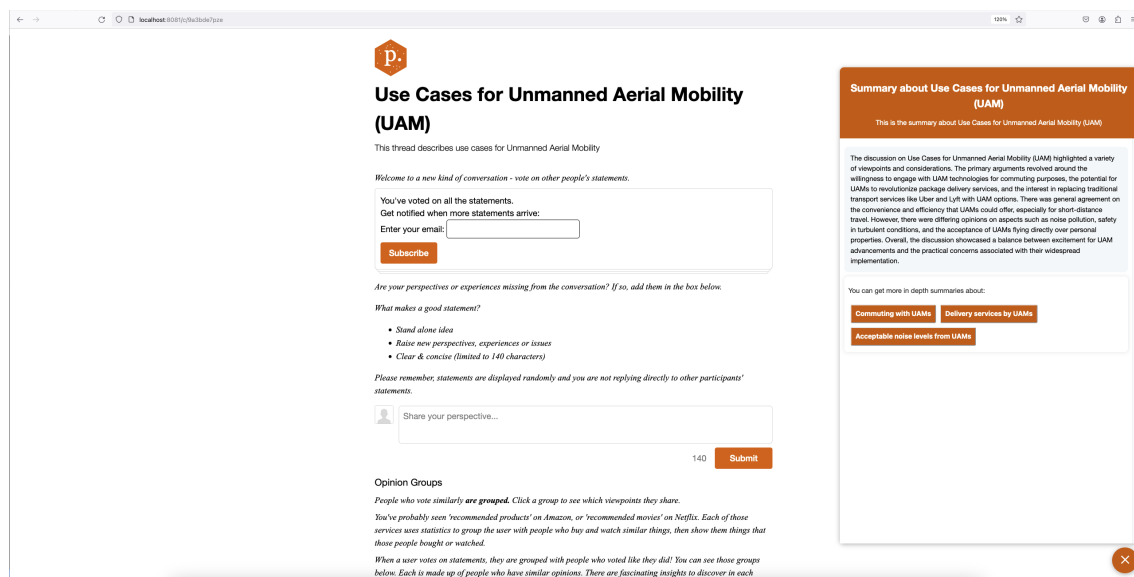 localhost:8081/c/9e3bde7pze
120%
p.
Use Cases for Unmanned Aerial Mobility
(UAM)
This thread describes use cases for Unmanned Aerial Mobility
Welcome to a new kind of conversation - vote on other people's statements.
You've voted on all the statements.
Get notified when more statements arrive:
Enter your email:
Subscribe
Are your perspectives or experiences missing from the conversation? If so, add them in the box below.
What makes a good statement?
• Stand alone idea
• Raise new perspectives, experiences or issues
• Clear & concise (limited to 140 characters)
Please remember, statements are displayed randomly and you are not replying directly to other participants'
statements.
Share your perspective...
140
Submit
Opinion Groups
People who vote similarly are grouped. Click a group to see which viewpoints they share.
You've probably seen 'recommended products' on Amazon, or 'recommended movies' on Netflix. Each of those
services uses statistics to group the user with people who buy and watch similar things, then show them things that
those people bought or watched.
When a user votes on statements, they are grouped with people who voted like they did! You can see those groups
below. Each is made up of people who have similar opinions. There are fascinating insights to discover in each
Summary about Use Cases for Unmanned Aerial Mobility
(UAM)
This is the summary about Use Cases for Unmanned Aerial Mobility (UAM)
The discussion on Use Cases for Unmanned Aerial Mobility (UAM) highlighted a variety
of viewpoints and considerations. The primary arguments revolved around the
willingness to engage with UAM technologies for commuting purposes, the potential for
UAMs to revolutionize package delivery services, and the interest in replacing traditional
transport services like Uber and Lyft with UAM options. There was general agreement on
the convenience and efficiency that UAMs could offer, especially for short-distance
travel. However, there were differing opinions on aspects such as noise pollution, safety
in turbulent conditions, and the acceptance of UAMs flying directly over personal
properties. Overall, the discussion showcased a balance between excitement for UAM
advancements and the practical concerns associated with their widespread
implementation.
You can get more in depth summaries about:
Commuting with UAMs
Delivery services by UAMs
Acceptable noise levels from UAMs